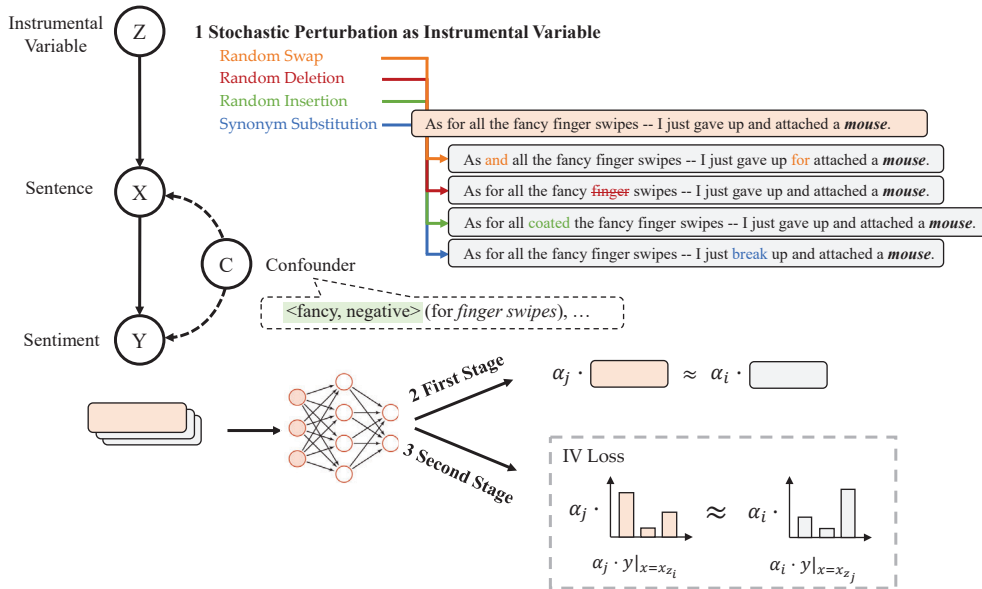 Instrumental
Variable
Z
1 Stochastic Perturbation as Instrumental Variable
Random Swap
Random Deletion
Random Insertion
Synonym Substitution
As for all the fancy finger swipes -- I just gave up and attached a mouse.
As and all the fancy finger swipes -- I just gave up for attached a mouse.
As for all the fancy finger swipes -- I just gave up and attached a mouse.
As for all coated the fancy finger swipes -- I just gave up and attached a mouse.
As for all the fancy finger swipes -- I just break up and attached a mouse.
Sentence
X
C
Confounder
<fancy, negative> (for finger swipes), …
Sentiment
Y
2 First Stage
α_j · ≈ α_i ·
3 Second Stage
IV Loss
α_j · ≈ α_i ·
α_j · y|_{x=x_{z_i}}
α_i · y|_{x=x_{z_j}}